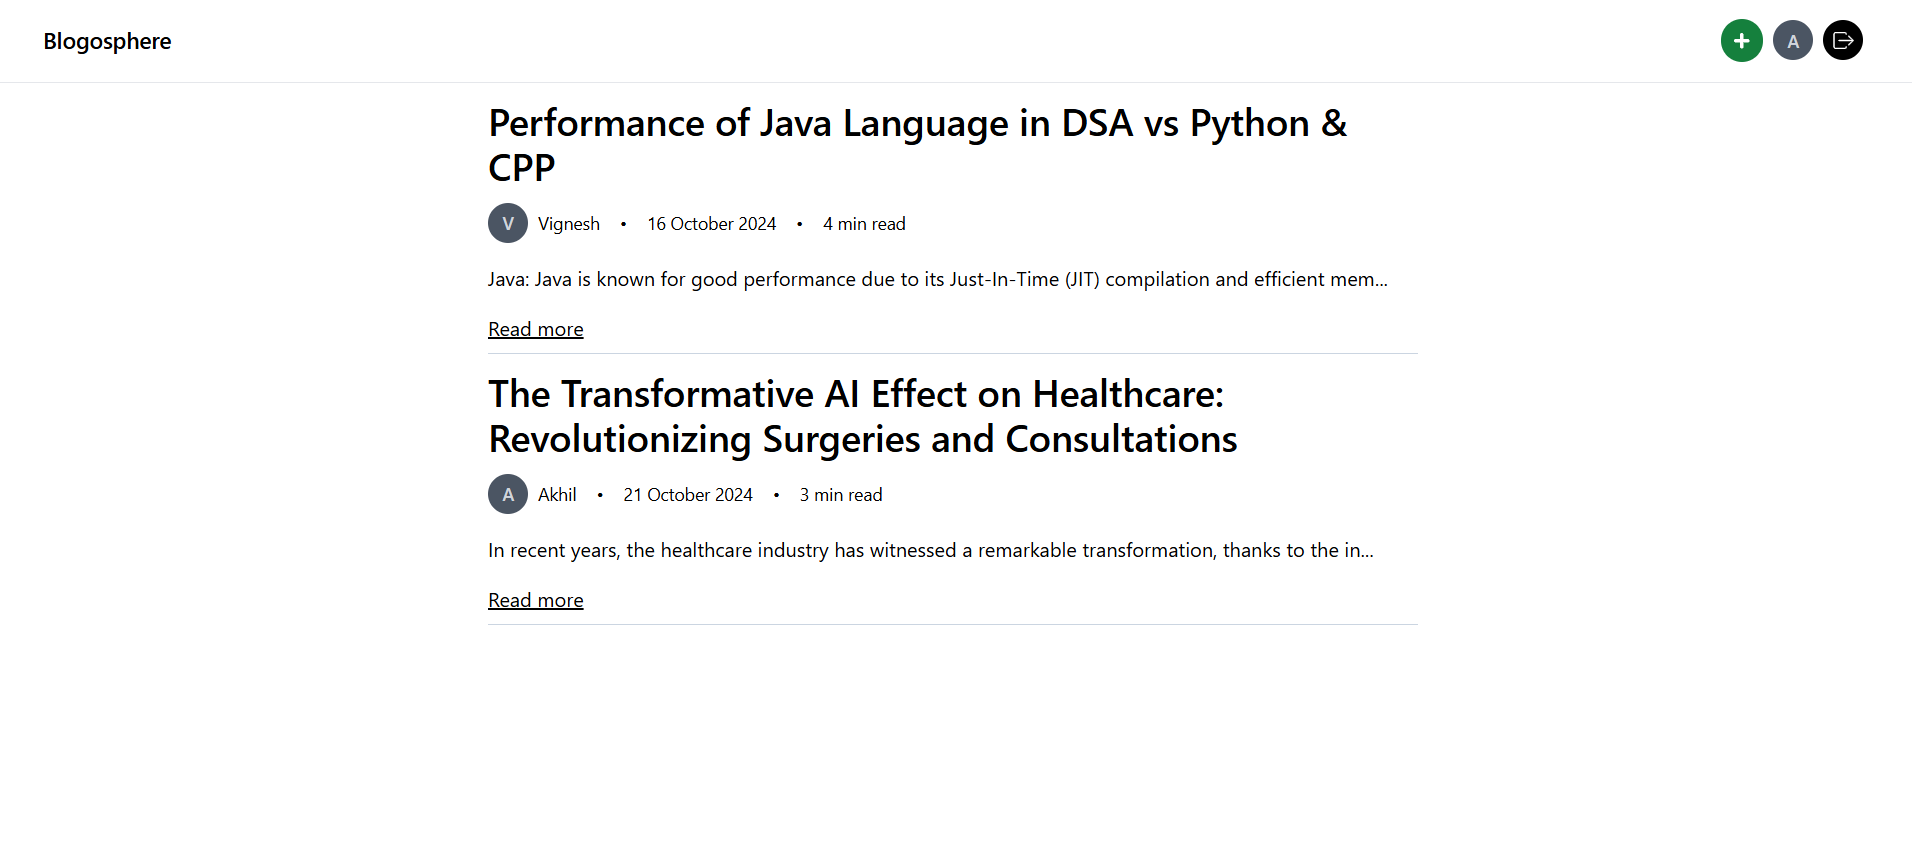 Blogosphere
A
Performance of Java Language in DSA vs Python &
CPP
V Vignesh • 16 October 2024 • 4 min read
Java: Java is known for good performance due to its Just-In-Time (JIT) compilation and efficient mem...
Read more
The Transformative AI Effect on Healthcare:
Revolutionizing Surgeries and Consultations
A Akhil • 21 October 2024 • 3 min read
In recent years, the healthcare industry has witnessed a remarkable transformation, thanks to the in...
Read more